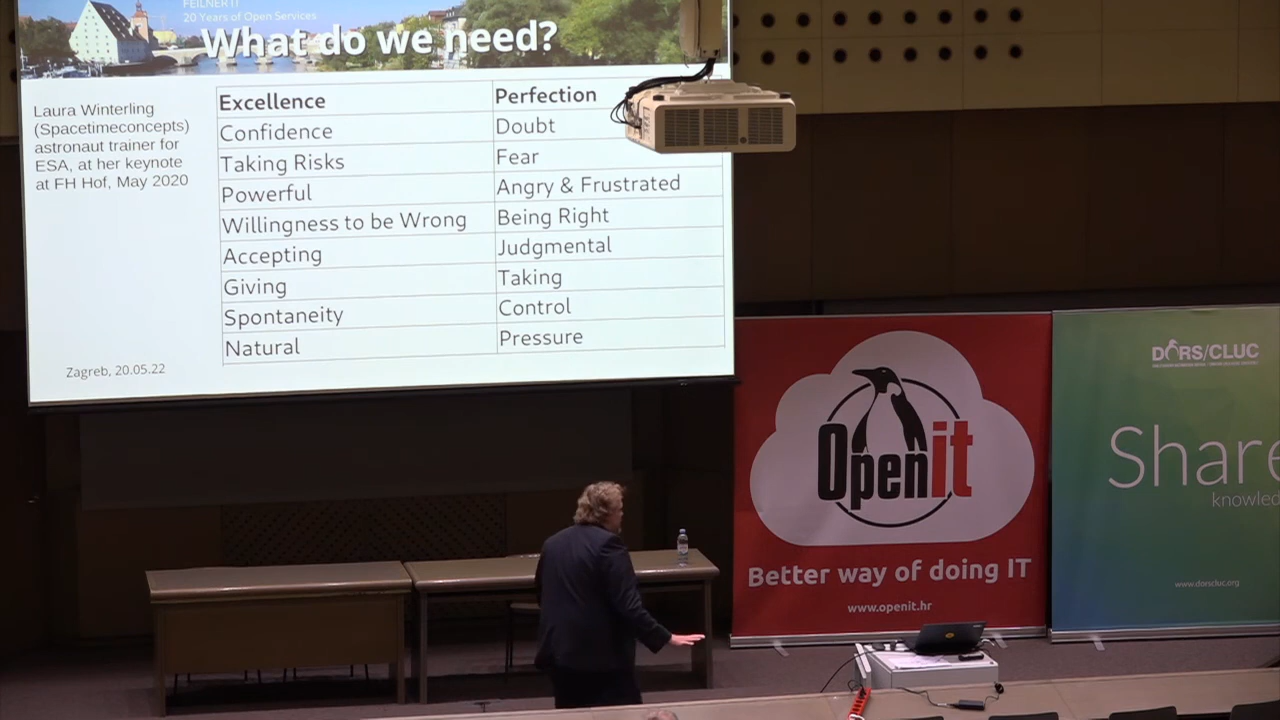 FEILNER IT
20 Years of Open Services
What do we need?
Laura Winterling
(Spacetimeconcepts)
astronaut trainer for
ESA, at her keynote
at FH Hof, May 2020
Excellence Perfection
Confidence Doubt
Taking Risks Fear
Powerful Angry & Frustrated
Willingness to be Wrong Being Right
Accepting Judgmental
Giving Taking
Spontaneity Control
Natural Pressure
Zagreb, 20.05.22
Openit
Better way of doing IT
www.openit.hr
DORS/CLUC
Share
knowled
www.dorscluc.org